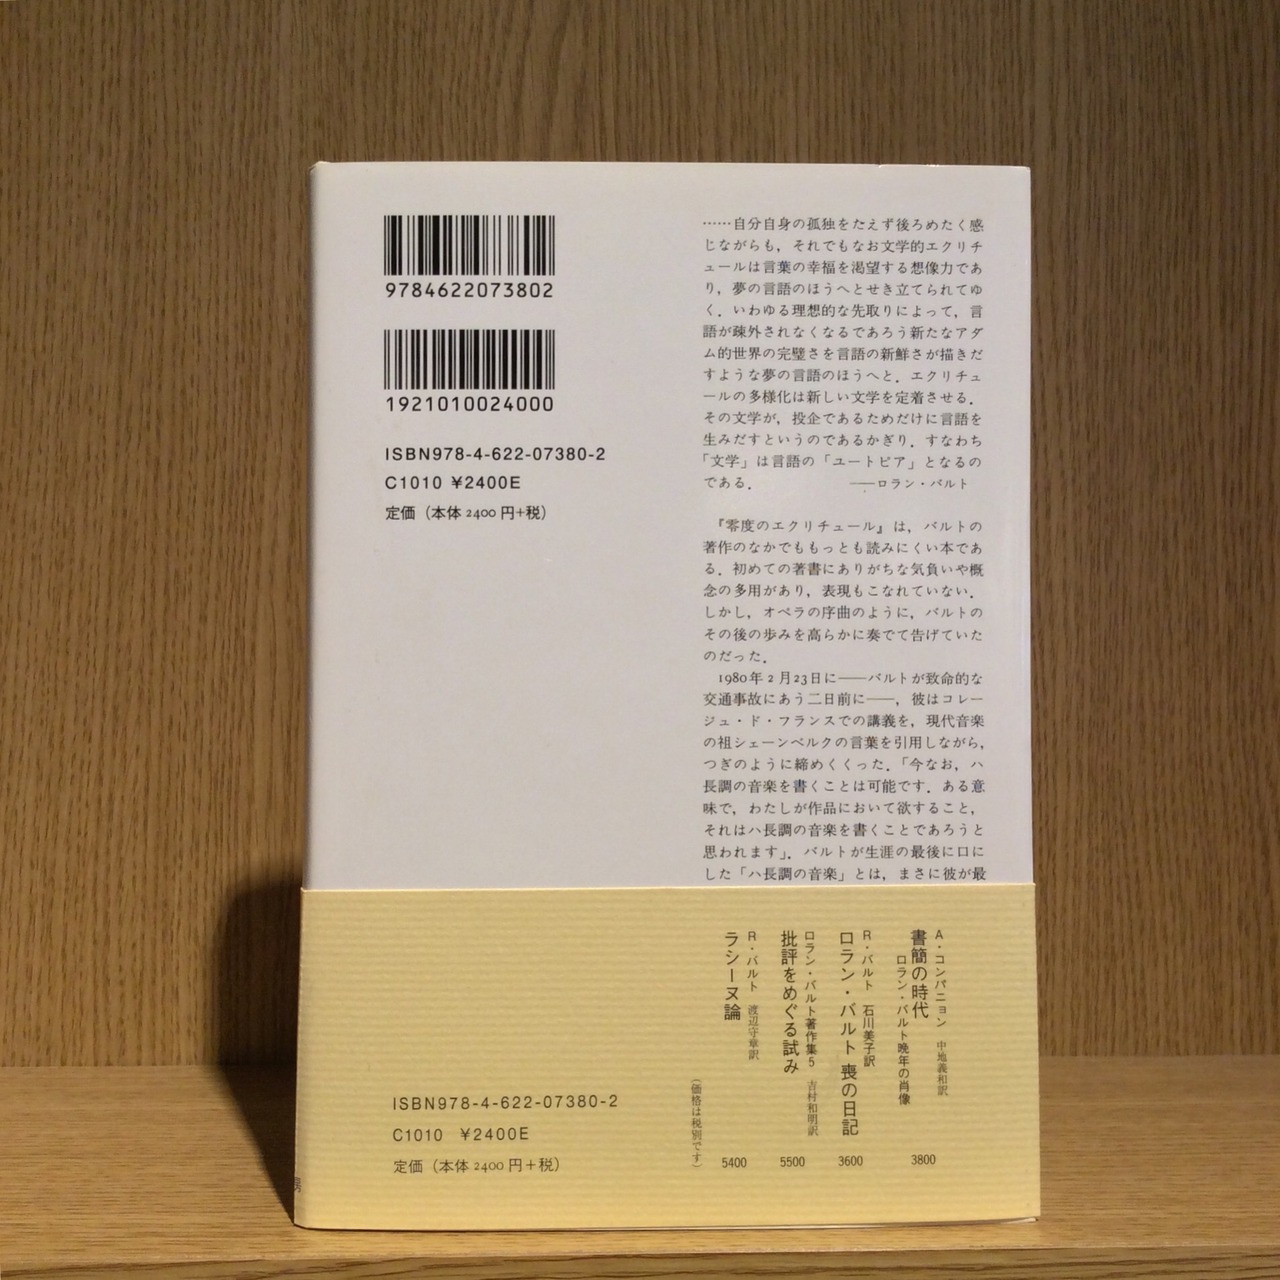 9784622073802
1921010024000
ISBN978-4-622-07380-2
C1010 ¥2400E
定価（本体2400円+税）
……自分自身の孤独をたえず後ろめたく感
じながらも，それでもなお文学的エクリチ
ュールは言葉の幸福を渇望する想像力であ
り，夢の言語のほうへとせき立てられてゆ
く．いわゆる理想的な先取りによって，言
語が疎外されなくなるであろう新たなアダ
ム的世界の完璧さを言語の新鮮さが描きだ
すような夢の言語のほうへと．エクリチュ
ールの多様化は新しい文学を定着させる．
その文学が，投企であるためだけに言語を
生みだすというのであるかぎり．すなわち
「文学」は言語の「ユートピア」となるの
である． ――ロラン・バルト
『零度のエクリチュール』は，バルトの
著作のなかでももっとも読みにくい本であ
る．初めての著書にありがちな気負いや概
念の多用があり，表現もこなれていない．
しかし，オペラの序曲のように，バルトの
その後の歩みを高らかに奏でて告げていた
のだった．
1980年2月23日に――バルトが致命的な
交通事故にあう二日前に――，彼はコレー
ジュ・ド・フランスでの講義を，現代音楽
の祖シェーンベルクの言葉を引用しながら，
つぎのように締めくくった．「今なお，ハ
長調の音楽を書くことは可能です．ある意
味で，わたしが作品において欲すること，
それはハ長調の音楽を書くことであろうと
思われます」．バルトが生涯の最後に口に
した「ハ長調の音楽」とは，まさに彼が最
A・コンパニョン 中地義和訳
書簡の時代
ロラン・バルト晩年の肖像
3800
R・バルト 石川美子訳
ロラン・バルト 喪の日記
3600
ロラン・バルト著作集5 吉村和明訳
批評をめぐる試み
5500
R・バルト 渡辺守章訳
ラシーヌ論
5400
（価格は税別です）
ISBN978-4-622-07380-2
C1010 ¥2400E
定価（本体2400円＋税）
房